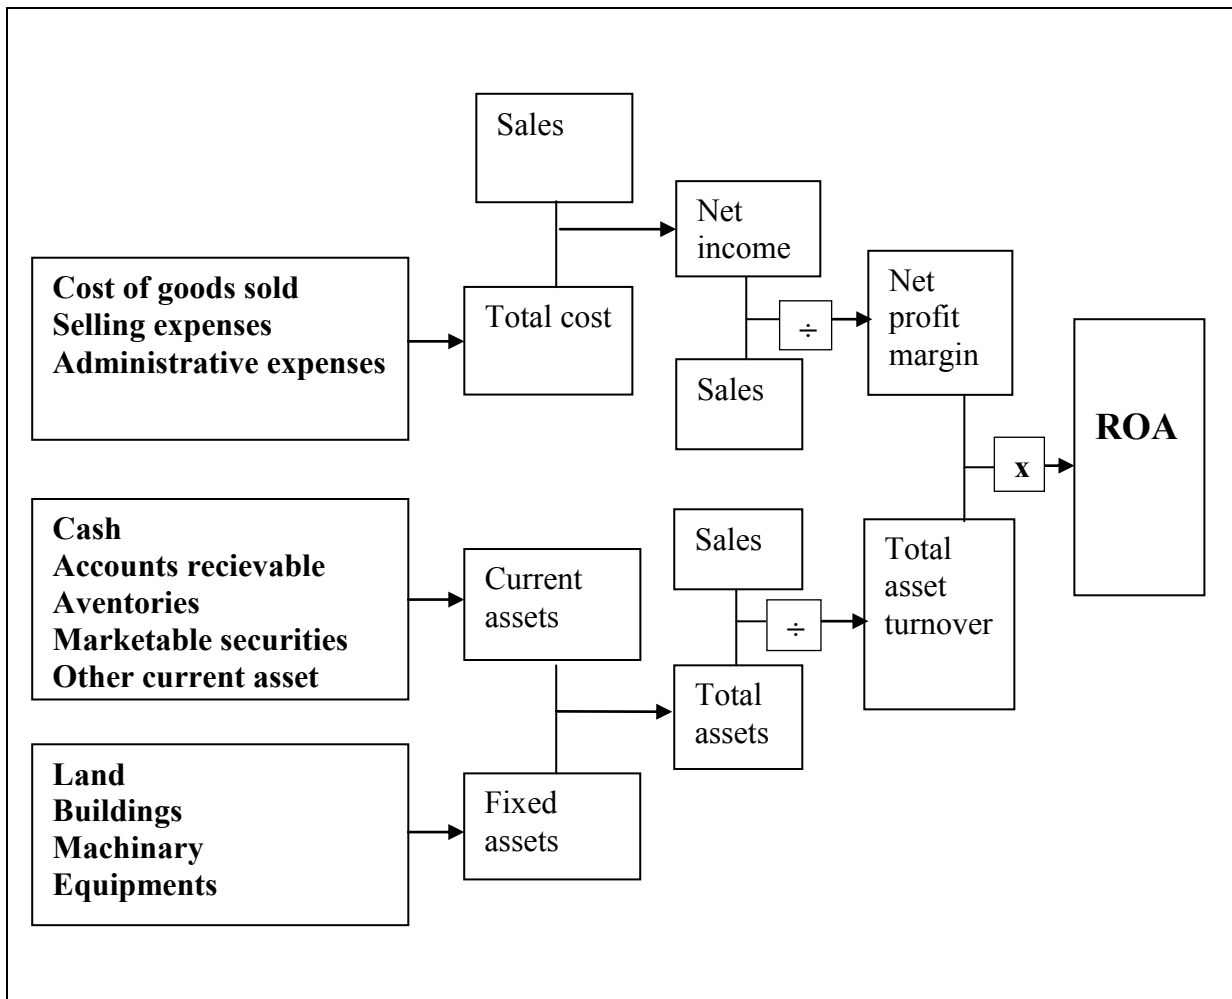 Sales
Net
income
Cost of goods sold
Selling expenses
Administrative expenses
Total cost
÷
Net
profit
margin
Sales
ROA
x
Cash
Accounts recievable
Aventories
Marketable securities
Other current asset
Current
assets
Sales
÷
Total
asset
turnover
Total
assets
Land
Buildings
Machinary
Equipments
Fixed
assets